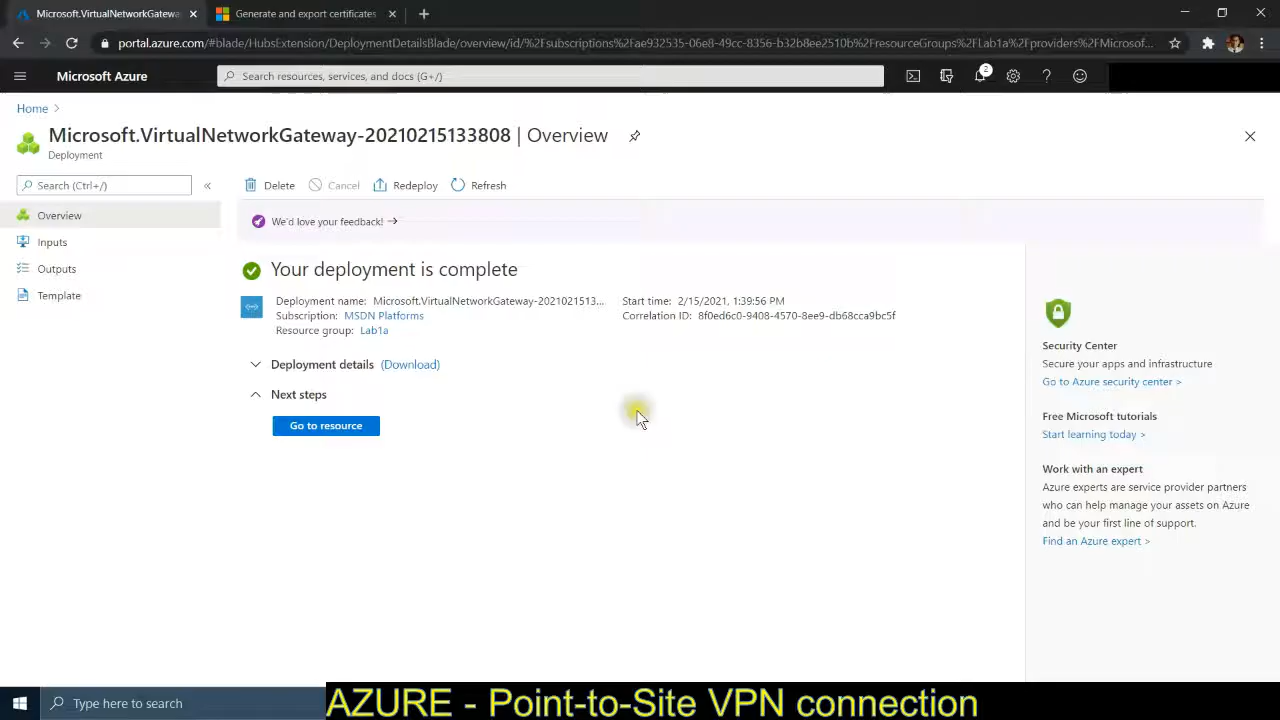 Microsoft.VirtualNetworkGatewa
Generate and export certificates
portal.azure.com/#blade/HubsExtension/DeploymentDetailsBlade/overview/id/%2Fsubscriptions%2Fae932535-06e8-49cc-8356-b32b8ee2510b%2FresourceGroups%2FLab1a%2Fproviders%2FMicrosof...
Microsoft Azure
Search resources, services, and docs (G+/)
2
Home >
Microsoft.VirtualNetworkGateway-20210215133808 | Overview
Deployment
Search (Ctrl+/)
«
Delete
Cancel
Redeploy
Refresh
Overview
Inputs
Outputs
Template
We'd love your feedback! →
Your deployment is complete
Deployment name: Microsoft.VirtualNetworkGateway-2021021513...
Subscription: MSDN Platforms
Resource group: Lab1a
Start time: 2/15/2021, 1:39:56 PM
Correlation ID: 8f0ed6c0-9408-4570-8ee9-db68cca9bc5f
Deployment details (Download)
Next steps
Go to resource
Security Center
Secure your apps and infrastructure
Go to Azure security center >
Free Microsoft tutorials
Start learning today >
Work with an expert
Azure experts are service provider partners
who can help manage your assets on Azure
and be your first line of support.
Find an Azure expert >
Type here to search
AZURE - Point-to-Site VPN connection